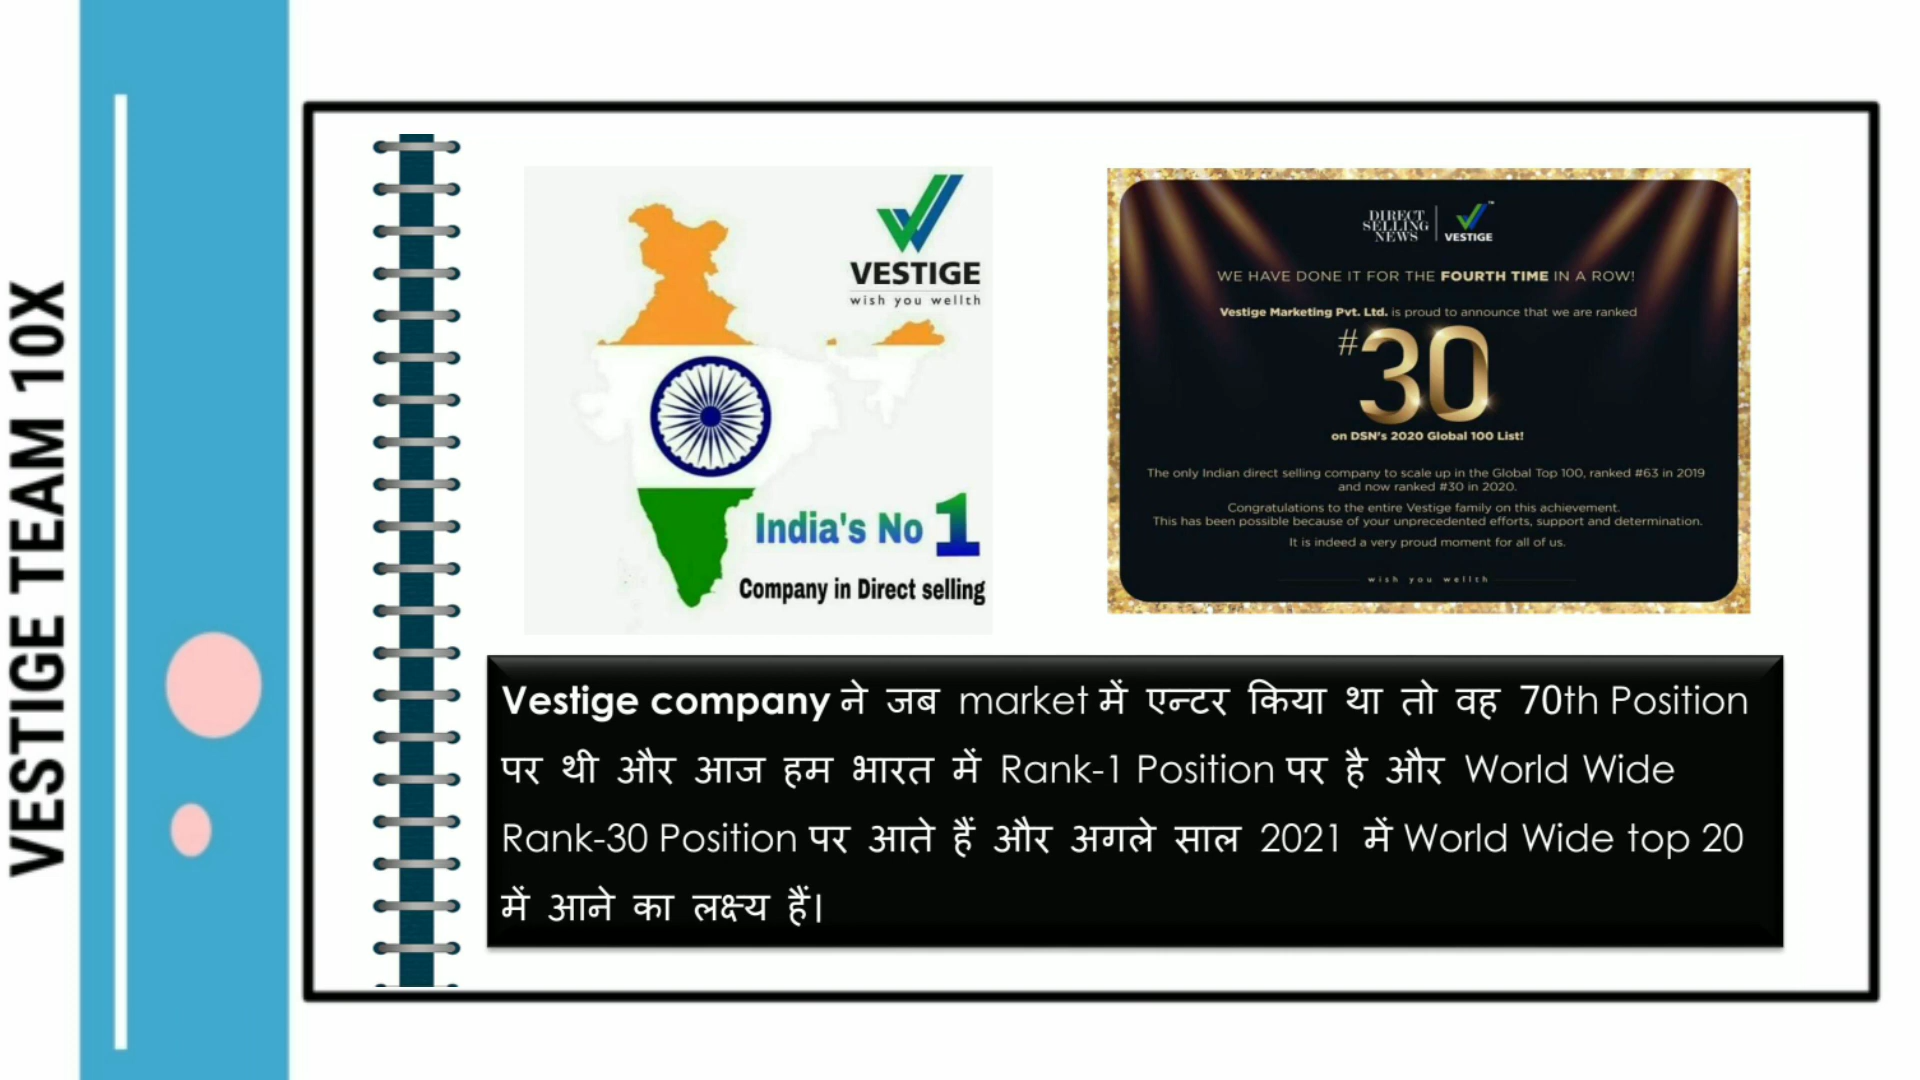 VESTIGE TEAM 10X
VESTIGE
wish you wellth
India's No 1
Company in Direct selling
DIRECT
SELLING
NEWS
VESTIGE
WE HAVE DONE IT FOR THE FOURTH TIME IN A ROW!
Vestige Marketing Pvt. Ltd. is proud to announce that we are ranked
#30
on DSN's 2020 Global 100 List!
The only Indian direct selling company to scale up in the Global Top 100, ranked #63 in 2019
and now ranked #30 in 2020.
Congratulations to the entire Vestige family on this achievement.
This has been possible because of your unprecedented efforts, support and determination.
It is indeed a very proud moment for all of us.
wish you wellth
Vestige company ने जब market में एन्टर किया था तो वह 70th Position
पर थी और आज हम भारत में Rank-1 Position पर है और World Wide
Rank-30 Position पर आते हैं और अगले साल 2021 में World Wide top 20
में आने का लक्ष्य हैं।